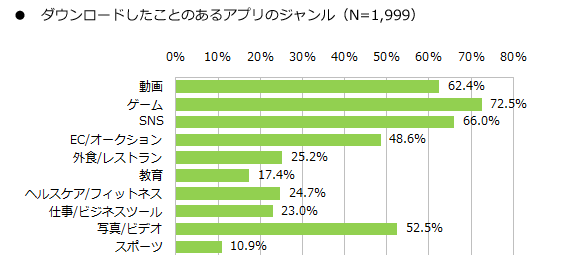 ● ダウンロードしたことのあるアプリのジャンル（N=1,999）
0% 10% 20% 30% 40% 50% 60% 70% 80%
動画 62.4%
ゲーム 72.5%
SNS 66.0%
EC/オークション 48.6%
外食/レストラン 25.2%
教育 17.4%
ヘルスケア/フィットネス 24.7%
仕事/ビジネスツール 23.0%
写真/ビデオ 52.5%
スポーツ 10.9%